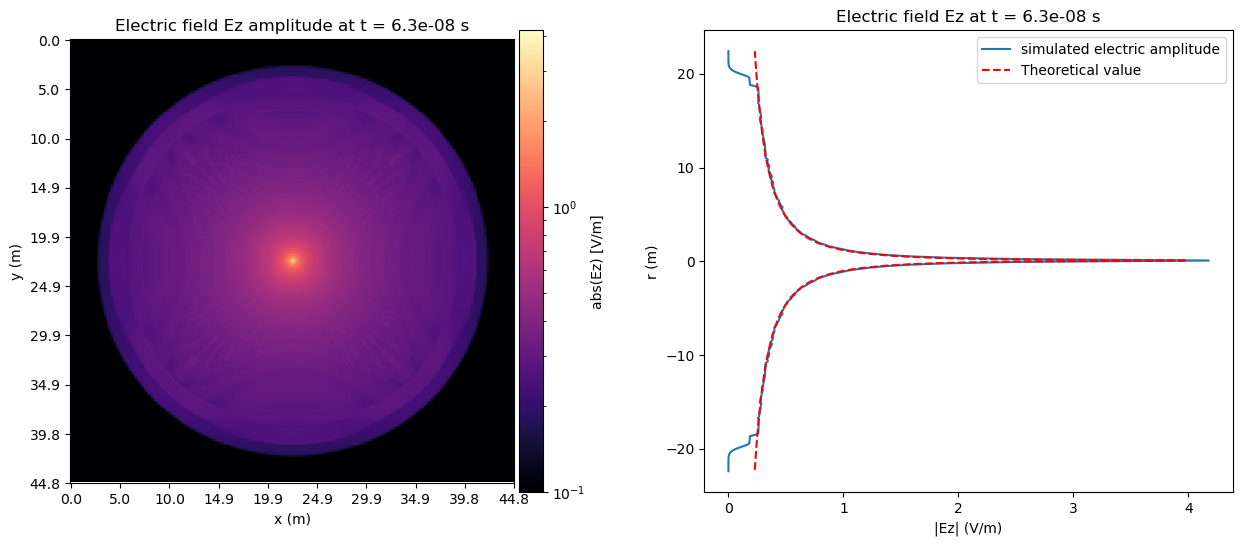 Electric field Ez amplitude at t = 6.3e-08 s
0.0
5.0
10.0
14.9
19.9
24.9
29.9
34.9
39.8
44.8
y (m)
0.0 5.0 10.0 14.9 19.9 24.9 29.9 34.9 39.8 44.8
x (m)
10⁰
10⁻¹
abs(Ez) [V/m]
Electric field Ez at t = 6.3e-08 s
simulated electric amplitude
Theoretical value
20
10
0
−10
−20
r (m)
0 1 2 3 4
|Ez| (V/m)